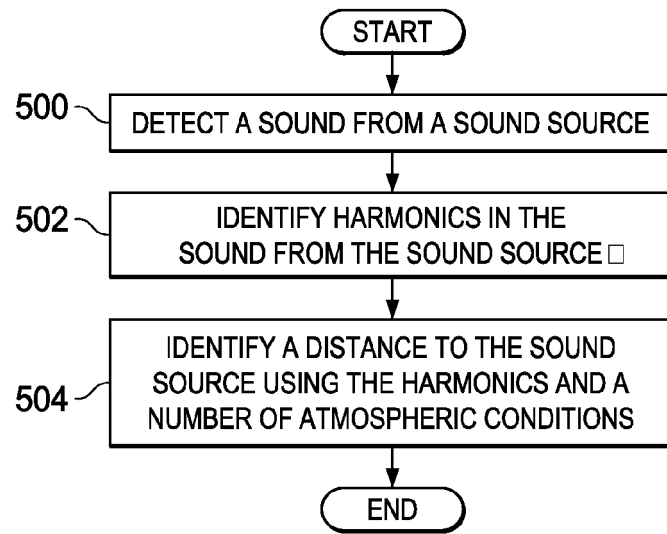 START
500
DETECT A SOUND FROM A SOUND SOURCE
502
IDENTIFY HARMONICS IN THE
SOUND FROM THE SOUND SOURCE □
504
IDENTIFY A DISTANCE TO THE SOUND
SOURCE USING THE HARMONICS AND A
NUMBER OF ATMOSPHERIC CONDITIONS
END